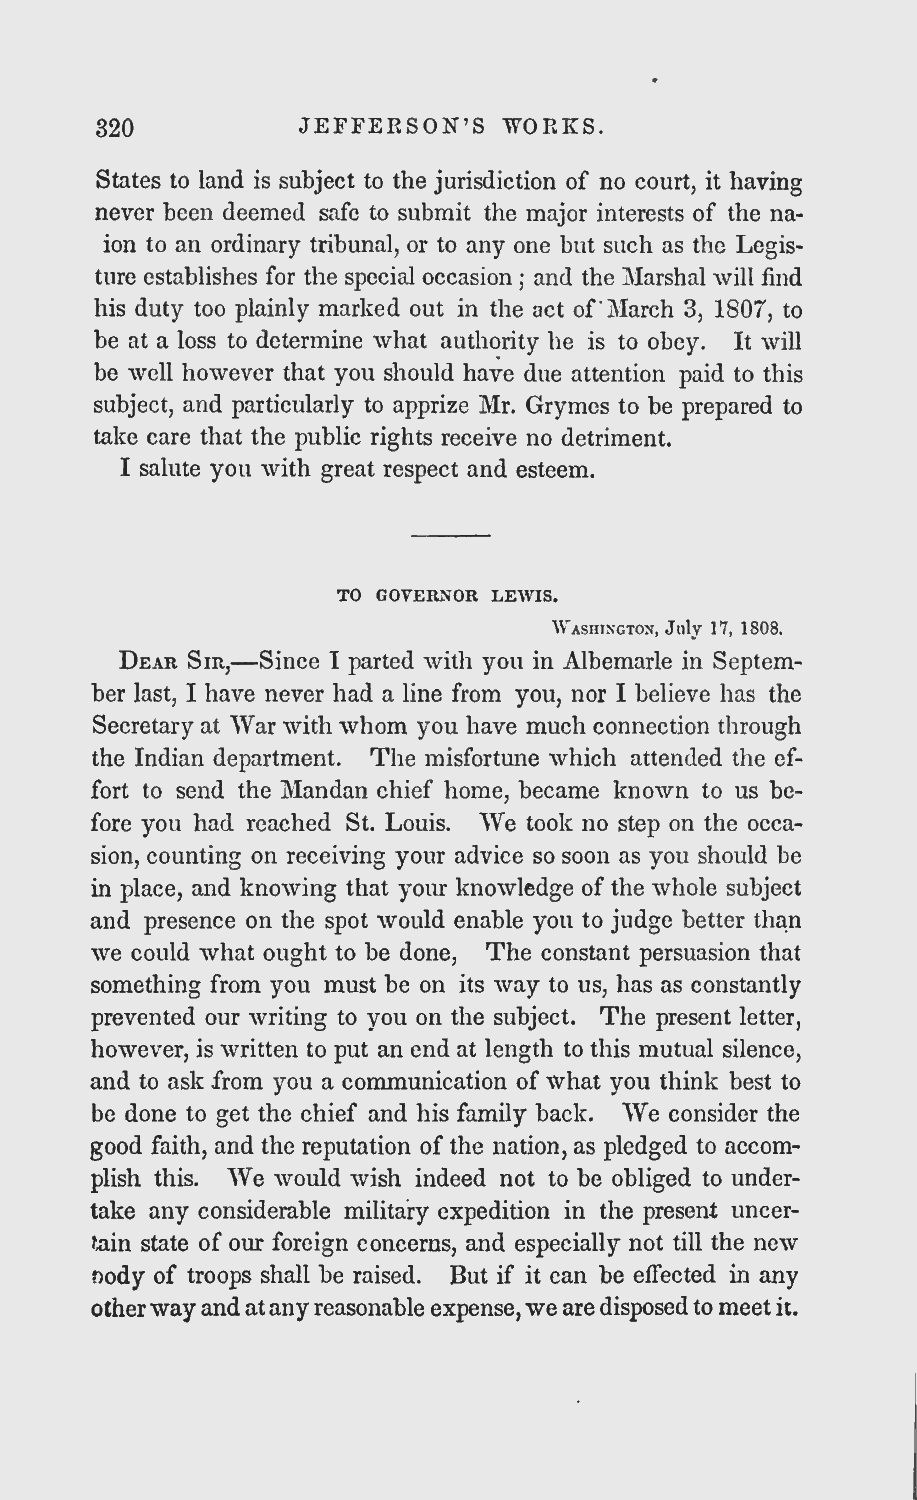 320 JEFFERSON'S WORKS.
States to land is subject to the jurisdiction of no court, it having
never been deemed safe to submit the major interests of the na-
ion to an ordinary tribunal, or to any one but such as the Legis-
ture establishes for the special occasion ; and the Marshal will find
his duty too plainly marked out in the act of March 3, 1807, to
be at a loss to determine what authority he is to obey. It will
be well however that you should have due attention paid to this
subject, and particularly to apprize Mr. Grymes to be prepared to
take care that the public rights receive no detriment.
I salute you with great respect and esteem.
TO GOVERNOR LEWIS.
WASHINGTON, July 17, 1808.
DEAR SIR,—Since I parted with you in Albemarle in Septem-
ber last, I have never had a line from you, nor I believe has the
Secretary at War with whom you have much connection through
the Indian department. The misfortune which attended the ef-
fort to send the Mandan chief home, became known to us be-
fore you had reached St. Louis. We took no step on the occa-
sion, counting on receiving your advice so soon as you should be
in place, and knowing that your knowledge of the whole subject
and presence on the spot would enable you to judge better than
we could what ought to be done, The constant persuasion that
something from you must be on its way to us, has as constantly
prevented our writing to you on the subject. The present letter,
however, is written to put an end at length to this mutual silence,
and to ask from you a communication of what you think best to
be done to get the chief and his family back. We consider the
good faith, and the reputation of the nation, as pledged to accom-
plish this. We would wish indeed not to be obliged to under-
take any considerable military expedition in the present uncer-
tain state of our foreign concerns, and especially not till the new
body of troops shall be raised. But if it can be effected in any
other way and at any reasonable expense, we are disposed to meet it.